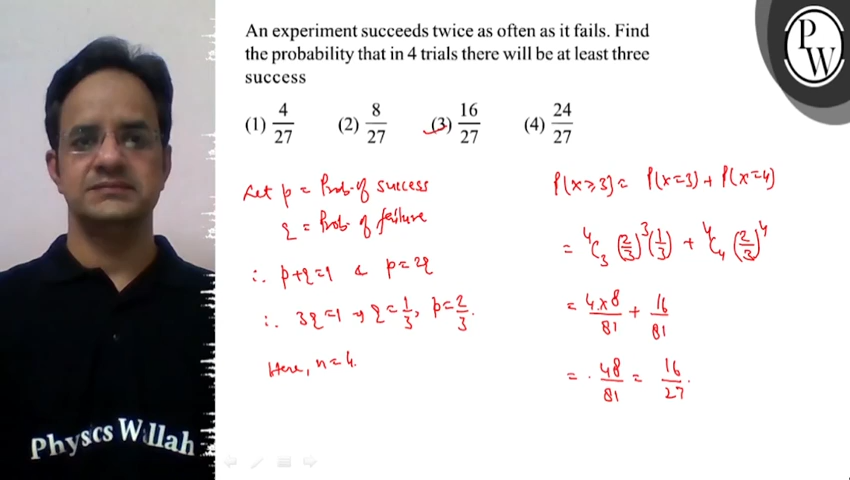 An experiment succeeds twice as often as it fails. Find
the probability that in 4 trials there will be at least three
success
(1) 4/27 (2) 8/27 (3) 16/27 (4) 24/27
Let p = Prob. of success
q = Prob. of failure
∴ p+q=1 & p=2q
∴ 3q=1 ⇒ q=1/3, p=2/3.
Here, n=4.
P(x≥3) = P(x=3) + P(x=4)
= ⁴C₃ (2/3)³(1/3) + ⁴C₄ (2/3)⁴
= 4×8/81 + 16/81
= 48/81 = 16/27.
PW
Physics Wallah